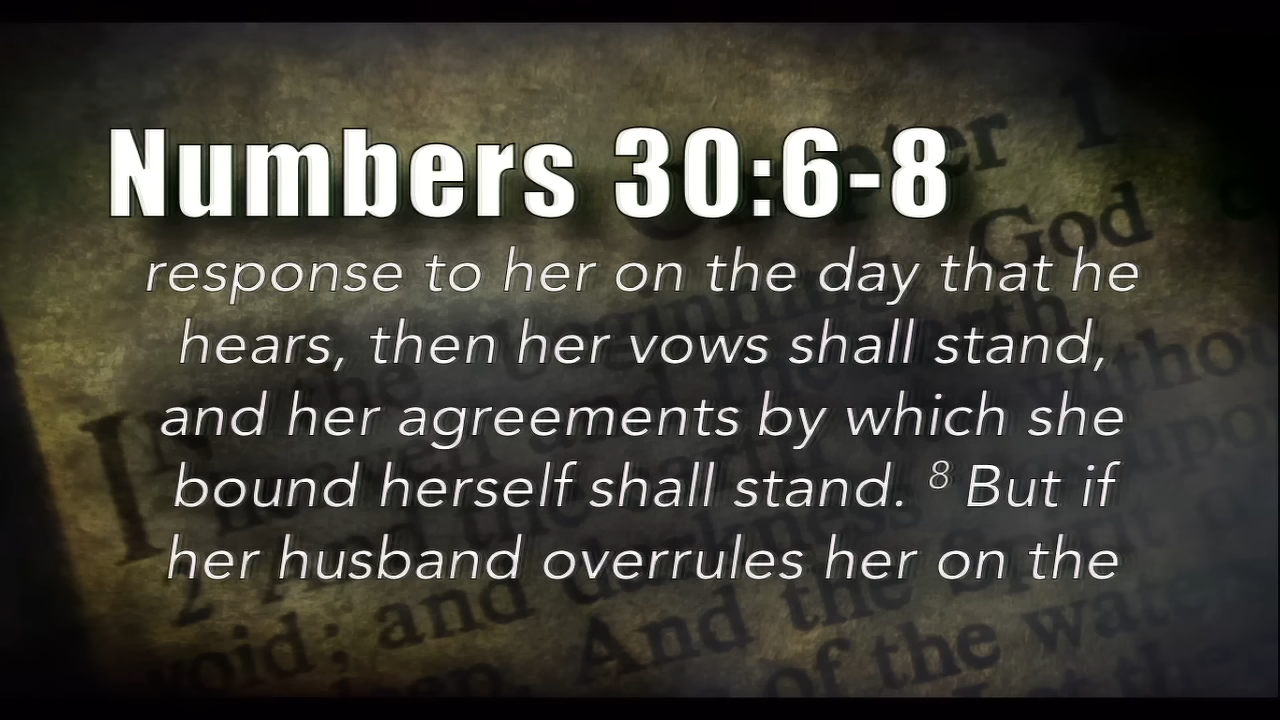 Numbers 30:6-8
response to her on the day that he
hears, then her vows shall stand,
and her agreements by which she
bound herself shall stand. ⁸ But if
her husband overrules her on the